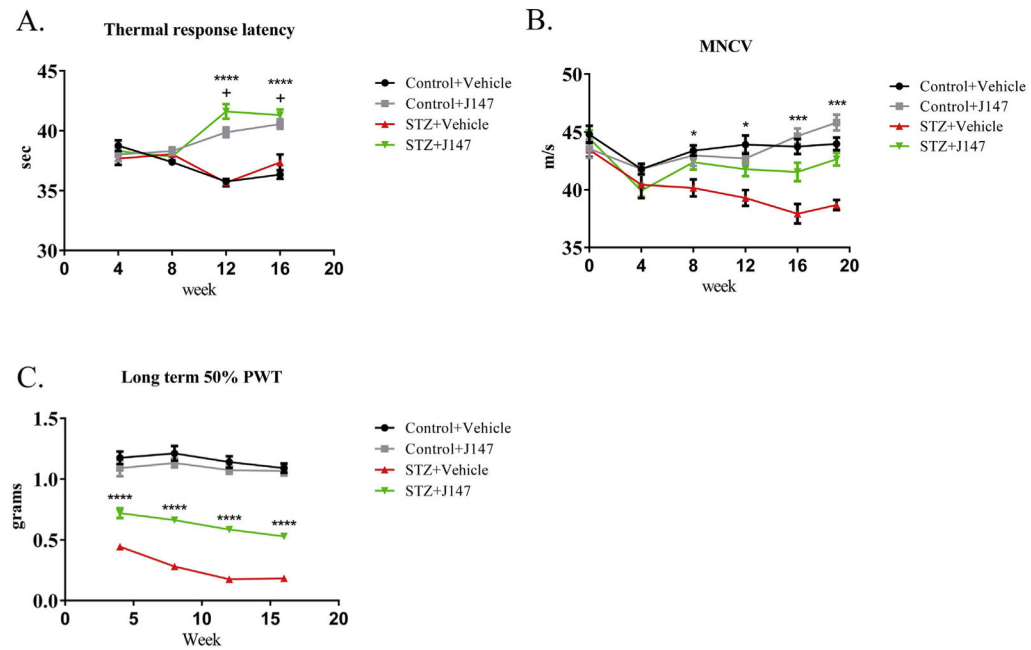 A.
Thermal response latency
45
40
35
30
sec
**** ****
+ +
0 4 8 12 16 20
week
Control+Vehicle
Control+J147
STZ+Vehicle
STZ+J147
B.
MNCV
50
45
40
35
m/s
* * *** ***
0 4 8 12 16 20
week
Control+Vehicle
Control+J147
STZ+Vehicle
STZ+J147
C.
Long term 50% PWT
1.5
1.0
0.5
0.0
grams
**** **** **** ****
0 5 10 15 20
Week
Control+Vehicle
Control+J147
STZ+Vehicle
STZ+J147